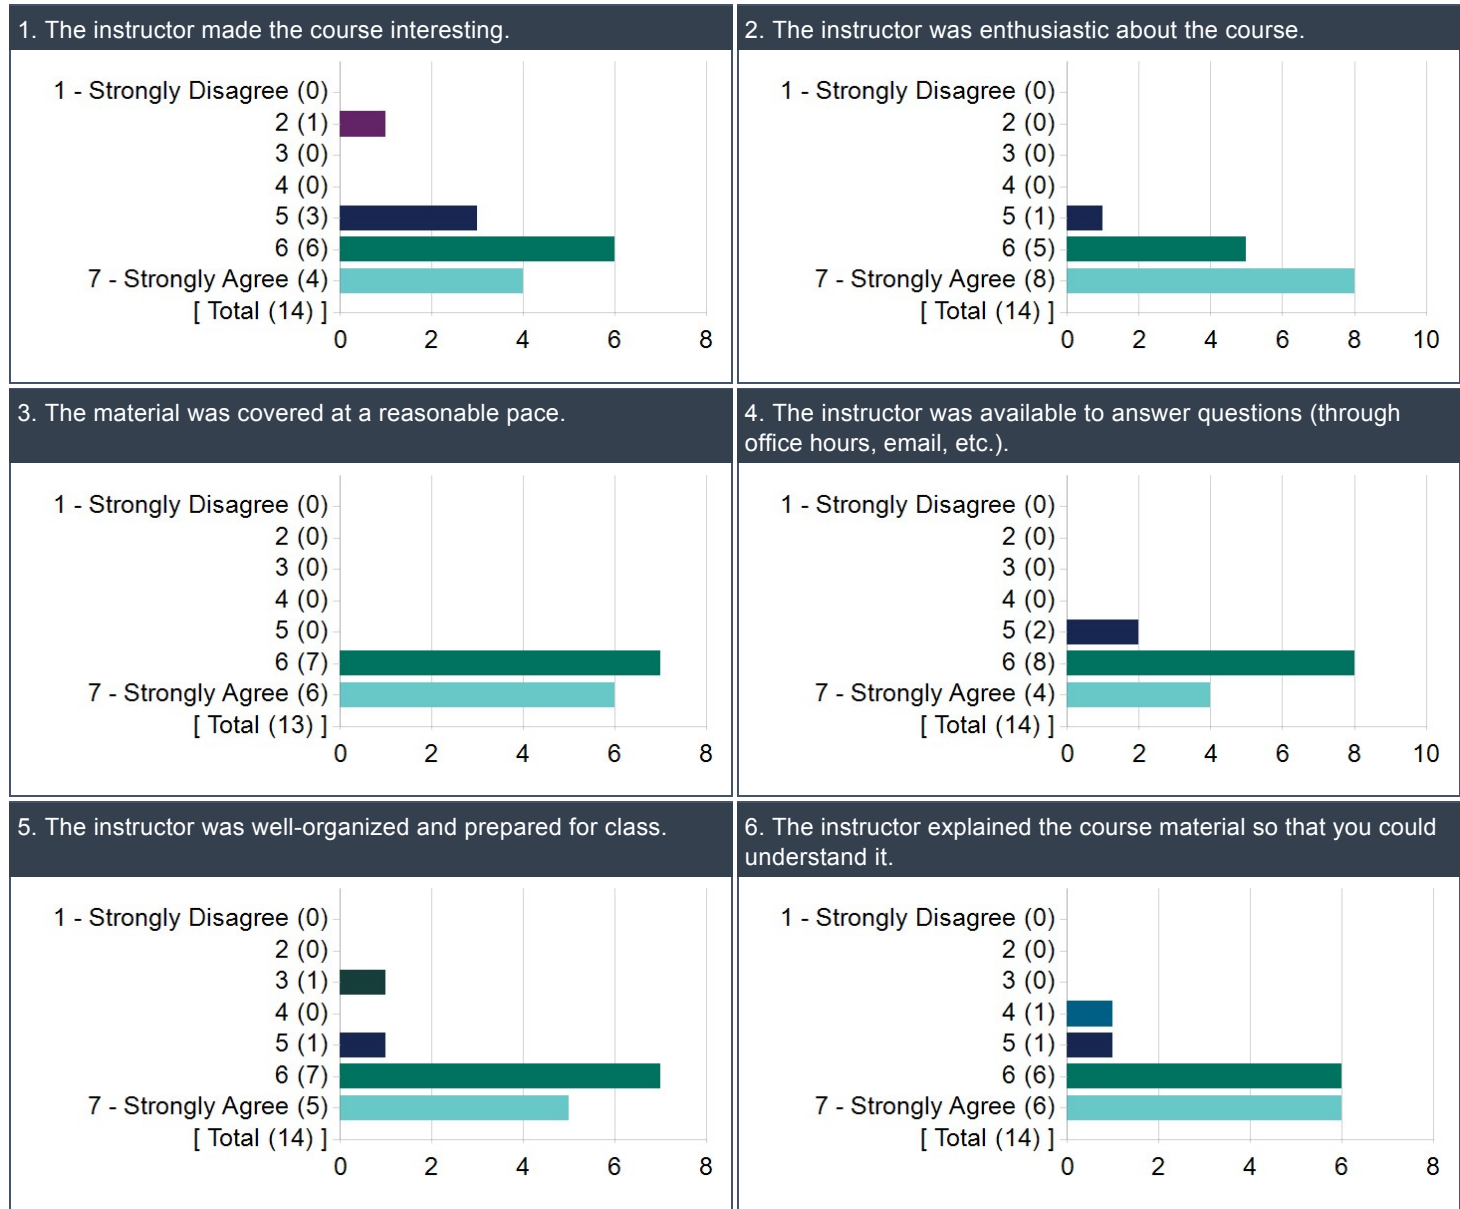 1. The instructor made the course interesting.
1 - Strongly Disagree (0)
2 (1)
3 (0)
4 (0)
5 (3)
6 (6)
7 - Strongly Agree (4)
[ Total (14) ]
0 2 4 6 8
2. The instructor was enthusiastic about the course.
1 - Strongly Disagree (0)
2 (0)
3 (0)
4 (0)
5 (1)
6 (5)
7 - Strongly Agree (8)
[ Total (14) ]
0 2 4 6 8 10
3. The material was covered at a reasonable pace.
1 - Strongly Disagree (0)
2 (0)
3 (0)
4 (0)
5 (0)
6 (7)
7 - Strongly Agree (6)
[ Total (13) ]
0 2 4 6 8
4. The instructor was available to answer questions (through
office hours, email, etc.).
1 - Strongly Disagree (0)
2 (0)
3 (0)
4 (0)
5 (2)
6 (8)
7 - Strongly Agree (4)
[ Total (14) ]
0 2 4 6 8 10
5. The instructor was well-organized and prepared for class.
1 - Strongly Disagree (0)
2 (0)
3 (1)
4 (0)
5 (1)
6 (7)
7 - Strongly Agree (5)
[ Total (14) ]
0 2 4 6 8
6. The instructor explained the course material so that you could
understand it.
1 - Strongly Disagree (0)
2 (0)
3 (0)
4 (1)
5 (1)
6 (6)
7 - Strongly Agree (6)
[ Total (14) ]
0 2 4 6 8